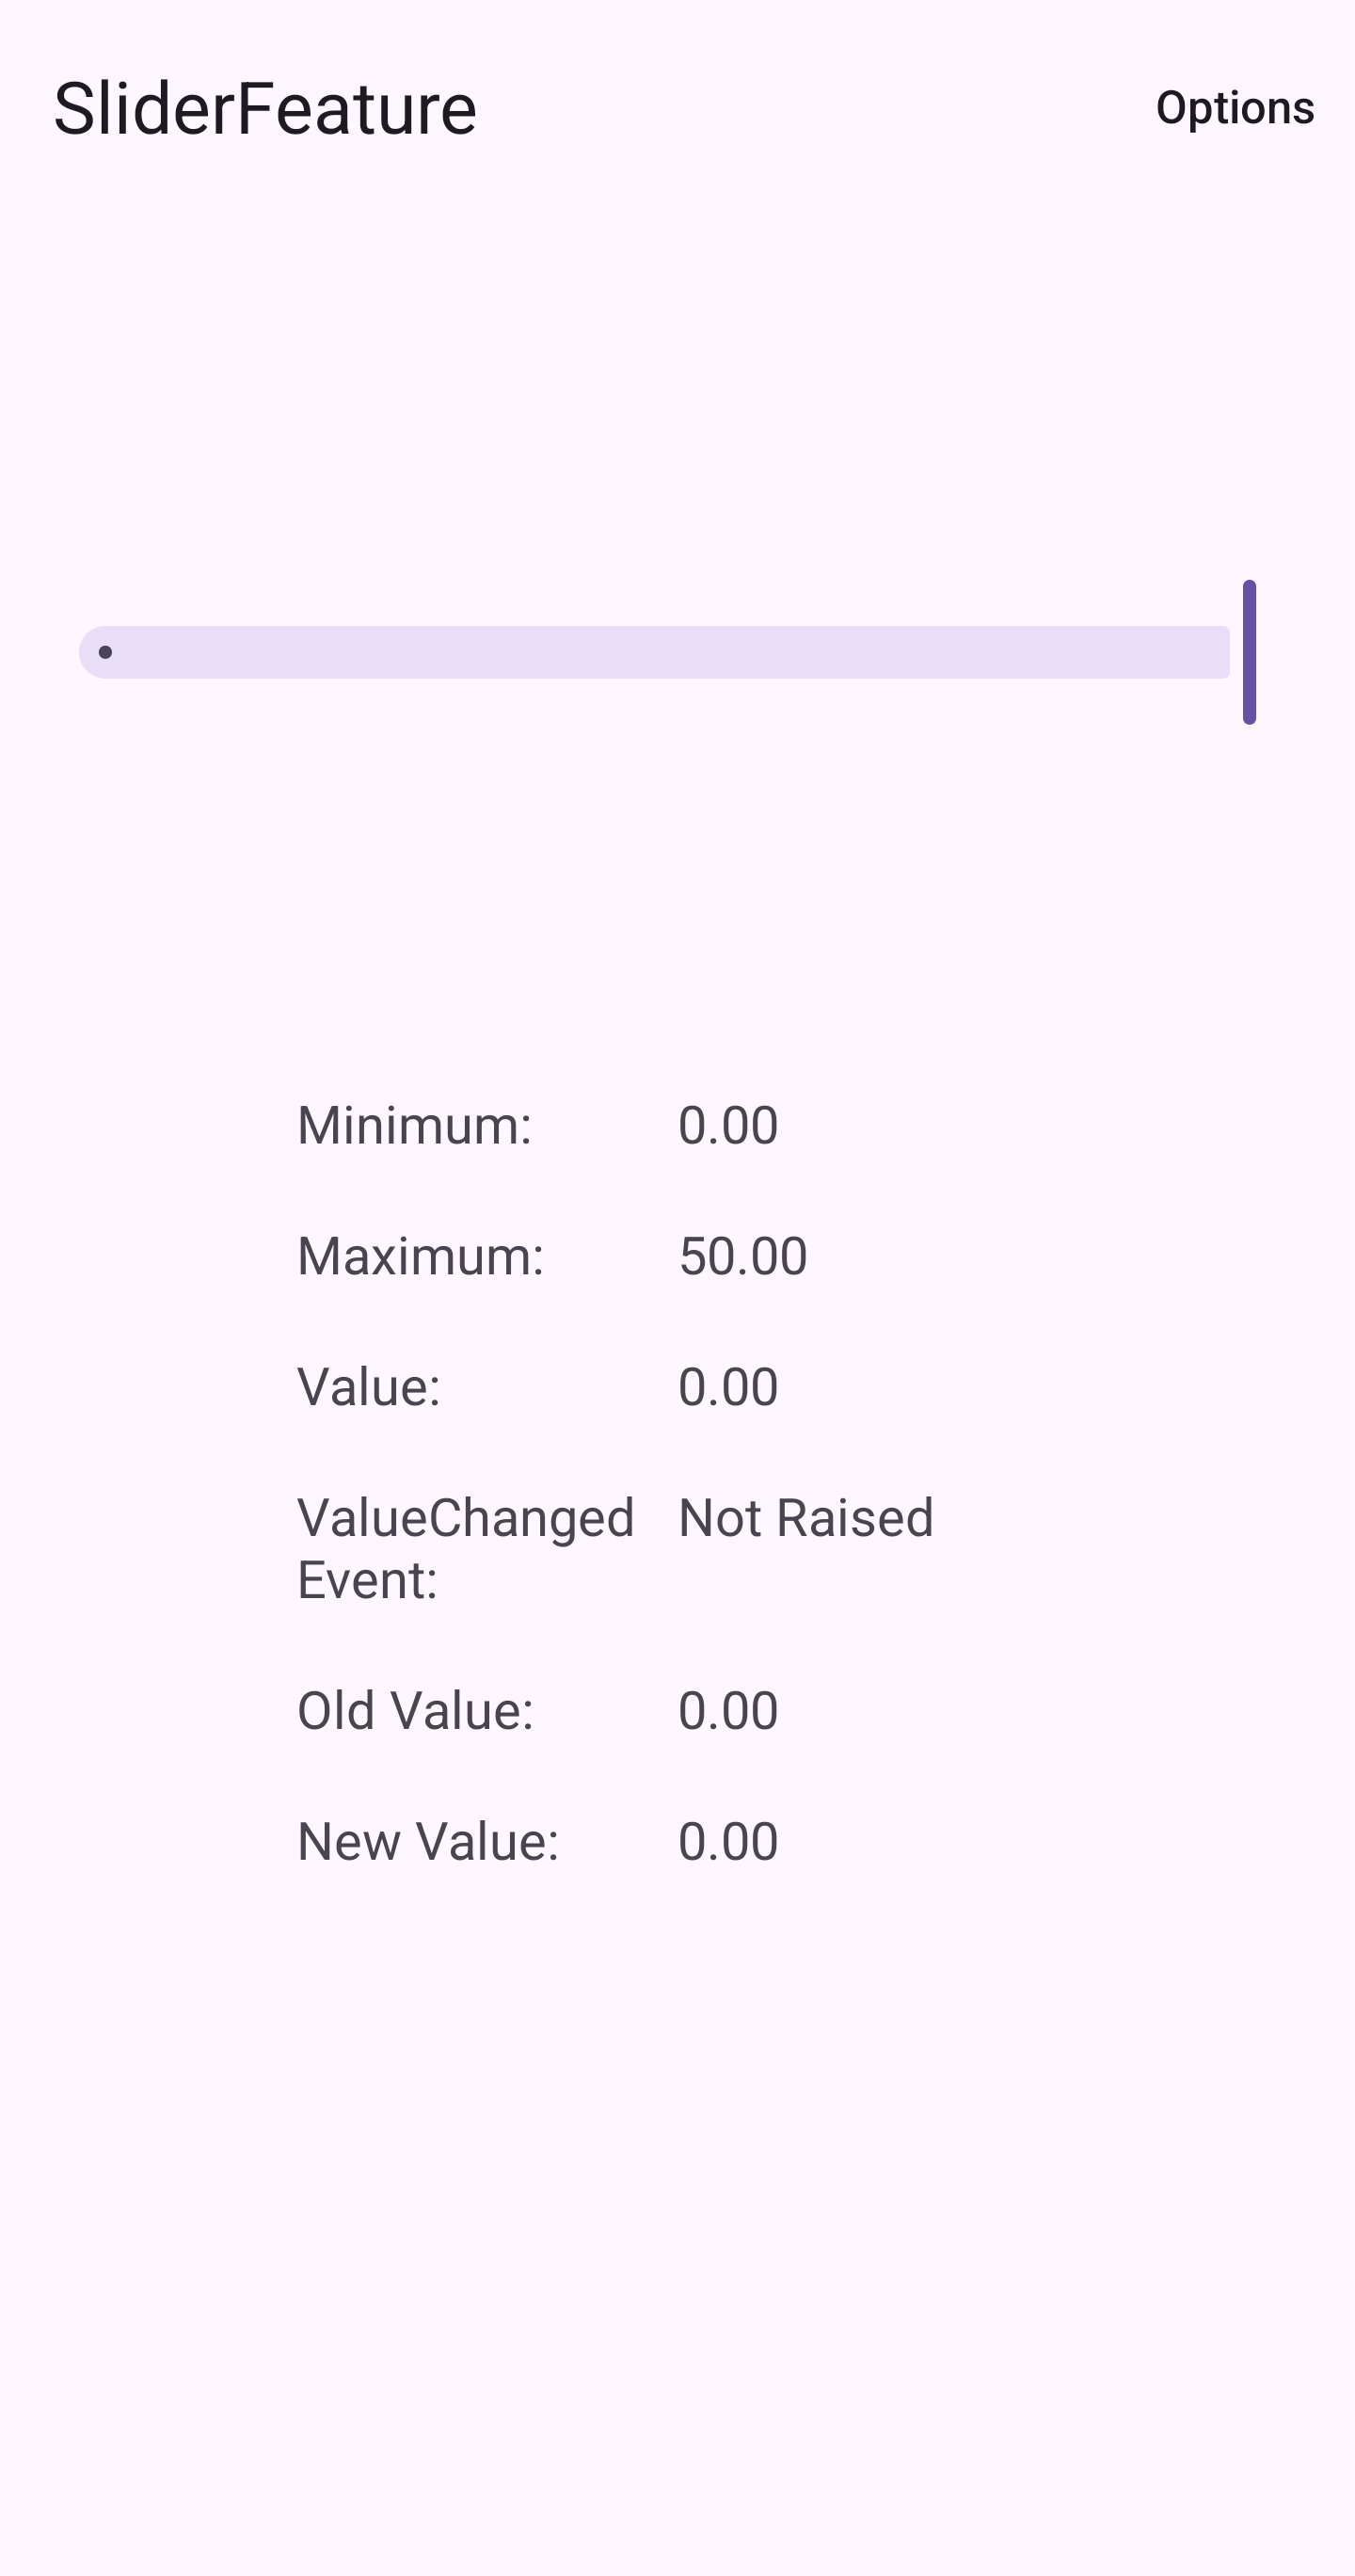 SliderFeature Options
Minimum: 0.00
Maximum: 50.00
Value: 0.00
ValueChanged Not Raised
Event:
Old Value: 0.00
New Value: 0.00